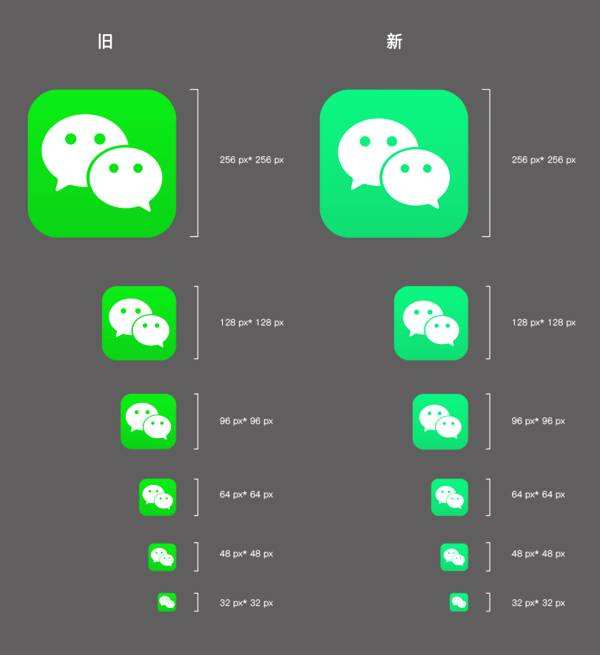 旧 新
256 px* 256 px 256 px* 256 px
128 px* 128 px 128 px* 128 px
96 px* 96 px 96 px* 96 px
64 px* 64 px 64 px* 64 px
48 px* 48 px 48 px* 48 px
32 px* 32 px 32 px* 32 px